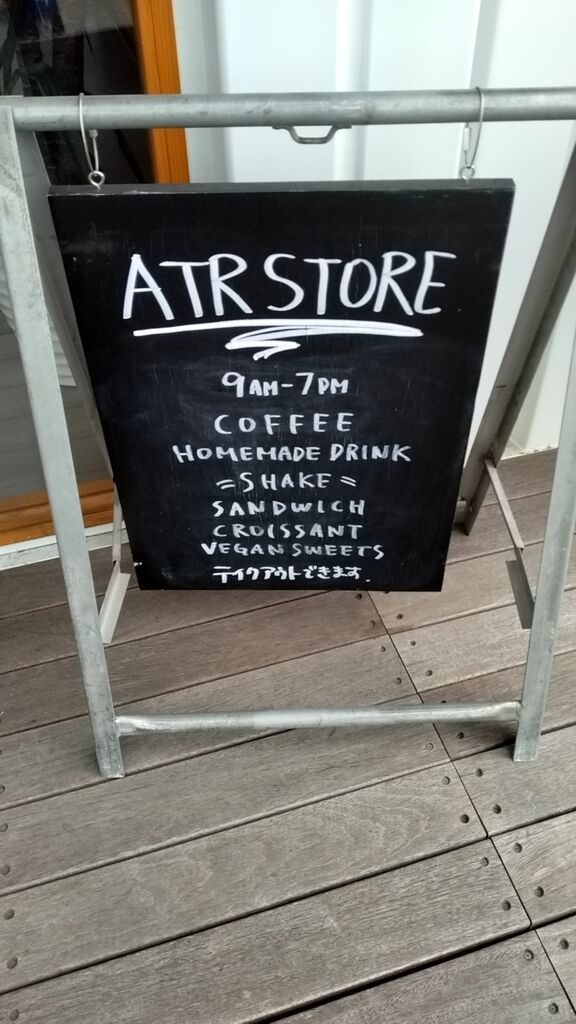 ATR STORE
9AM-7PM
COFFEE
HOMEMADE DRINK
=SHAKE=
SANDWICH
CROISSANT
VEGAN SWEETS
テイクアウトできます.